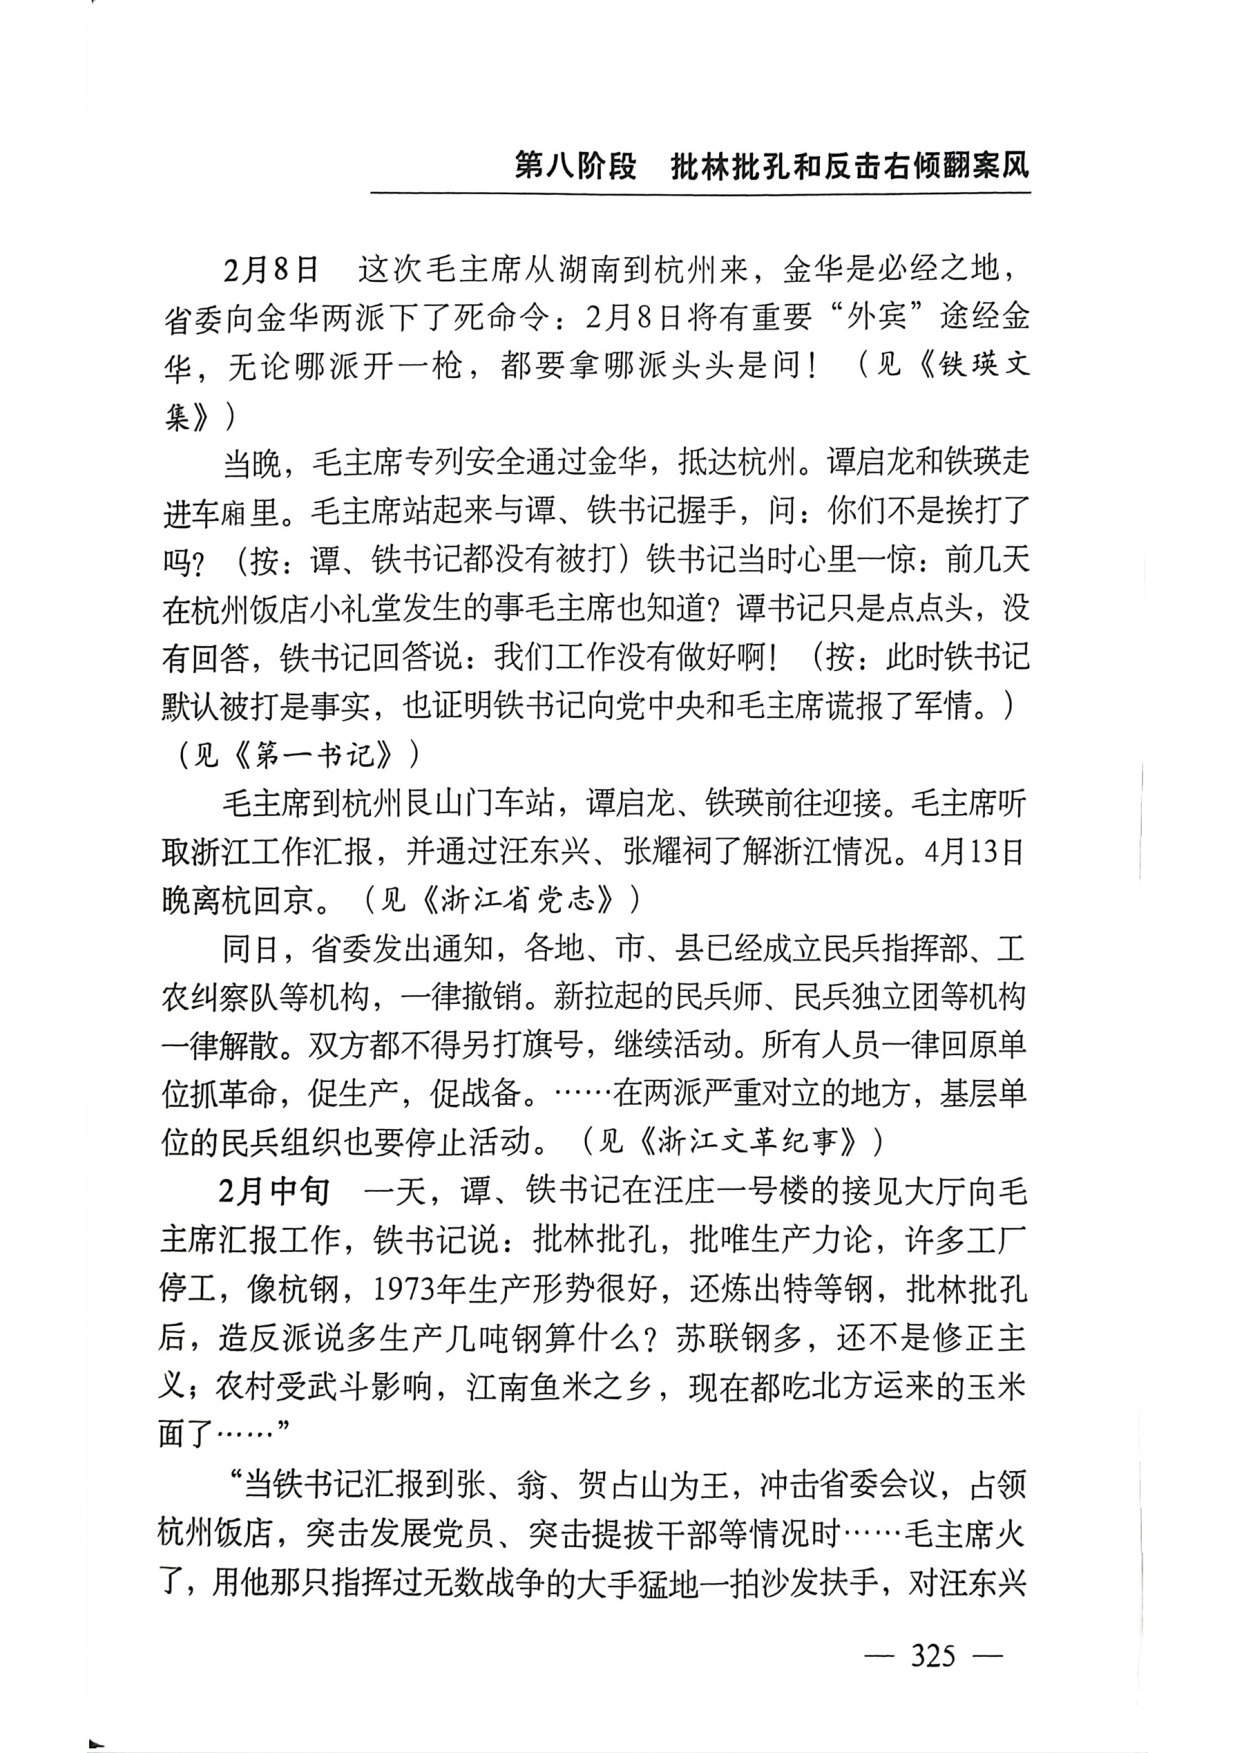 第八阶段　批林批孔和反击右倾翻案风
2月8日　这次毛主席从湖南到杭州来，金华是必经之地，
省委向金华两派下了死命令：2月8日将有重要“外宾”途经金
华，无论哪派开一枪，都要拿哪派头头是问！（见《铁瑛文
集》）
当晚，毛主席专列安全通过金华，抵达杭州。谭启龙和铁瑛走
进车厢里。毛主席站起来与谭、铁书记握手，问：你们不是挨打了
吗？（按：谭、铁书记都没有被打）铁书记当时心里一惊：前几天
在杭州饭店小礼堂发生的事毛主席也知道？谭书记只是点点头，没
有回答，铁书记回答说：我们工作没有做好啊！（按：此时铁书记
默认被打是事实，也证明铁书记向党中央和毛主席谎报了军情。）
（见《第一书记》）
毛主席到杭州艮山门车站，谭启龙、铁瑛前往迎接。毛主席听
取浙江工作汇报，并通过汪东兴、张耀祠了解浙江情况。4月13日
晚离杭回京。（见《浙江省党志》）
同日，省委发出通知，各地、市、县已经成立民兵指挥部、工
农纠察队等机构，一律撤销。新拉起的民兵师、民兵独立团等机构
一律解散。双方都不得另打旗号，继续活动。所有人员一律回原单
位抓革命，促生产，促战备。……在两派严重对立的地方，基层单
位的民兵组织也要停止活动。（见《浙江文革纪事》）
2月中旬　一天，谭、铁书记在汪庄一号楼的接见大厅向毛
主席汇报工作，铁书记说：批林批孔，批唯生产力论，许多工厂
停工，像杭钢，1973年生产形势很好，还炼出特等钢，批林批孔
后，造反派说多生产几吨钢算什么？苏联钢多，还不是修正主
义；农村受武斗影响，江南鱼米之乡，现在都吃北方运来的玉米
面了……”
“当铁书记汇报到张、翁、贺占山为王，冲击省委会议，占领
杭州饭店，突击发展党员、突击提拔干部等情况时……毛主席火
了，用他那只指挥过无数战争的大手猛地一拍沙发扶手，对汪东兴
— 325 —